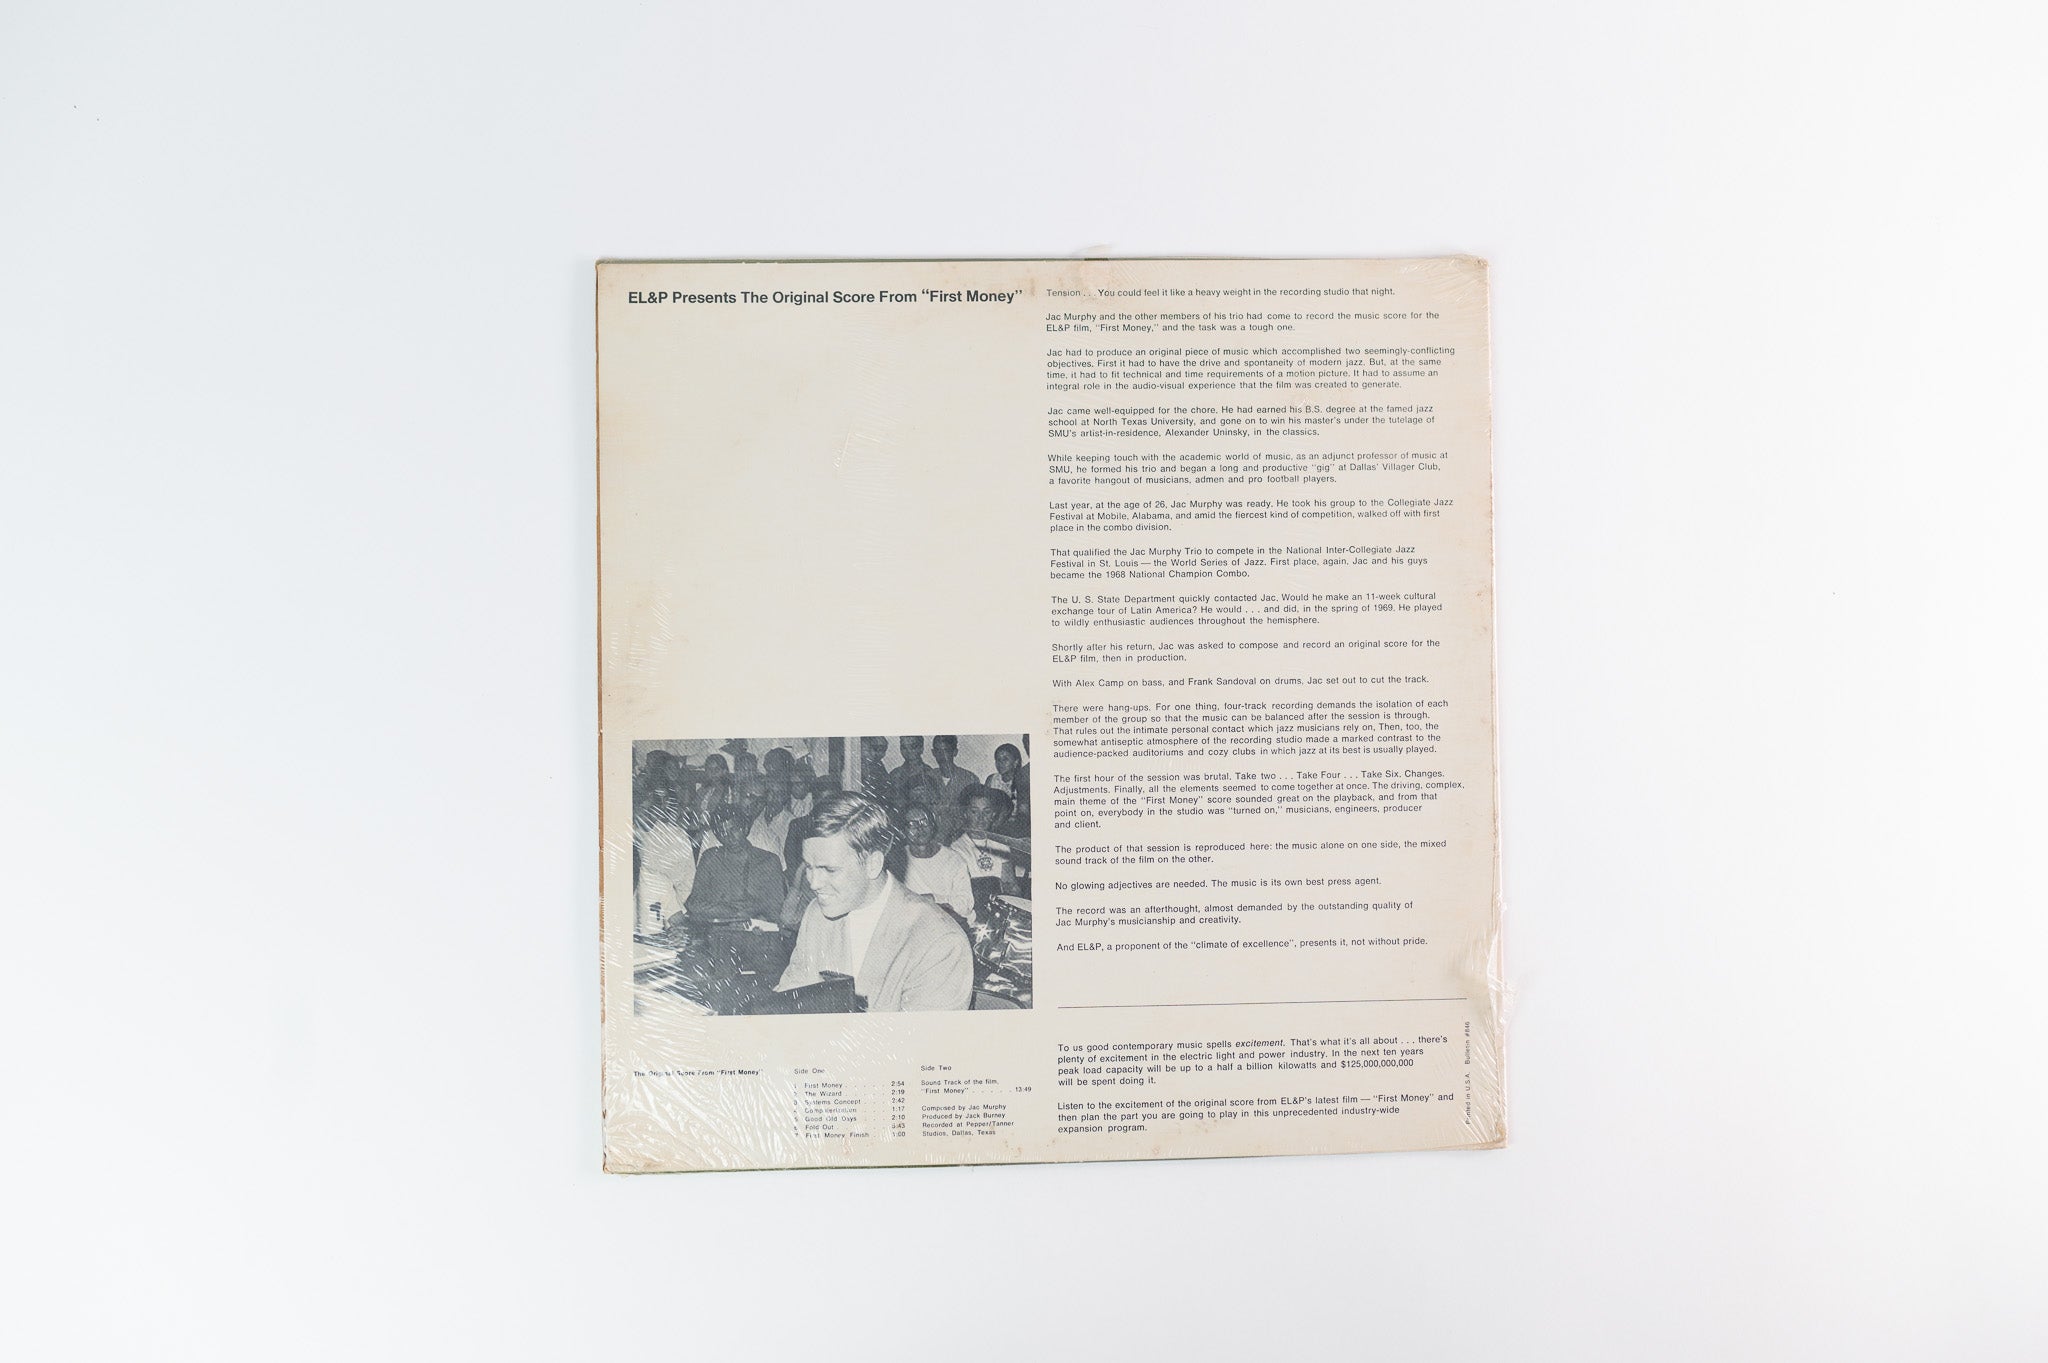 EL&P Presents The Original Score From “First Money”
Tension . . . You could feel it like a heavy weight in the recording studio that night.
Jac Murphy and the other members of his trio had come to record the music score for the
EL&P film, “First Money,” and the task was a tough one.
Jac had to produce an original piece of music which accomplished two seemingly-conflicting
objectives. First it had to have the drive and spontaneity of modern jazz. But, at the same
time, it had to fit technical and time requirements of a motion picture. It had to assume an
integral role in the audio-visual experience that the film was created to generate.
Jac came well-equipped for the chore. He had earned his B.S. degree at the famed jazz
school at North Texas University, and gone on to win his master's under the tutelage of
SMU's artist-in-residence, Alexander Uninsky, in the classics.
While keeping touch with the academic world of music, as an adjunct professor of music at
SMU, he formed his trio and began a long and productive “gig” at Dallas' Villager Club,
a favorite hangout of musicians, admen and pro football players.
Last year, at the age of 26, Jac Murphy was ready. He took his group to the Collegiate Jazz
Festival at Mobile, Alabama, and amid the fiercest kind of competition, walked off with first
place in the combo division.
That qualified the Jac Murphy Trio to compete in the National Inter-Collegiate Jazz
Festival in St. Louis — the World Series of Jazz. First place, again. Jac and his guys
became the 1968 National Champion Combo.
The U. S. State Department quickly contacted Jac. Would he make an 11-week cultural
exchange tour of Latin America? He would . . . and did, in the spring of 1969. He played
to wildly enthusiastic audiences throughout the hemisphere.
Shortly after his return, Jac was asked to compose and record an original score for the
EL&P film, then in production.
With Alex Camp on bass, and Frank Sandoval on drums, Jac set out to cut the track.
There were hang-ups. For one thing, four-track recording demands the isolation of each
member of the group so that the music can be balanced after the session is through.
That rules out the intimate personal contact which jazz musicians rely on. Then, too, the
somewhat antiseptic atmosphere of the recording studio made a marked contrast to the
audience-packed auditoriums and cozy clubs in which jazz at its best is usually played.
The first hour of the session was brutal. Take two . . . Take Four . . . Take Six. Changes.
Adjustments. Finally, all the elements seemed to come together at once. The driving, complex,
main theme of the “First Money” score sounded great on the playback, and from that
point on, everybody in the studio was “turned on,” musicians, engineers, producer
and client.
The product of that session is reproduced here: the music alone on one side, the mixed
sound track of the film on the other.
No glowing adjectives are needed. The music is its own best press agent.
The record was an afterthought, almost demanded by the outstanding quality of
Jac Murphy's musicianship and creativity.
And EL&P, a proponent of the “climate of excellence”, presents it, not without pride.
To us good contemporary music spells excitement. That's what it's all about . . . there's
plenty of excitement in the electric light and power industry. In the next ten years
peak load capacity will be up to a half a billion kilowatts and $125,000,000,000
will be spent doing it.
Listen to the excitement of the original score from EL&P's latest film — “First Money” and
then plan the part you are going to play in this unprecedented industry-wide
expansion program.
Printed in U.S.A. Bulletin #846
The Original Score From “First Money”
Side One
1 First Money . . . . . . 2:54
2 The Wizard . . . . . . 2:19
3 Systems Concept . . . . 2:42
4 Computerization . . . . 1:17
5 Good Old Days . . . . 2:10
6 Fold Out . . . . . . :43
7 First Money Finish . . . 1:00
Side Two
Sound Track of the film,
“First Money” . . . . . . 13:49
Composed by Jac Murphy
Produced by Jack Burney
Recorded at Pepper/Tanner
Studios, Dallas, Texas